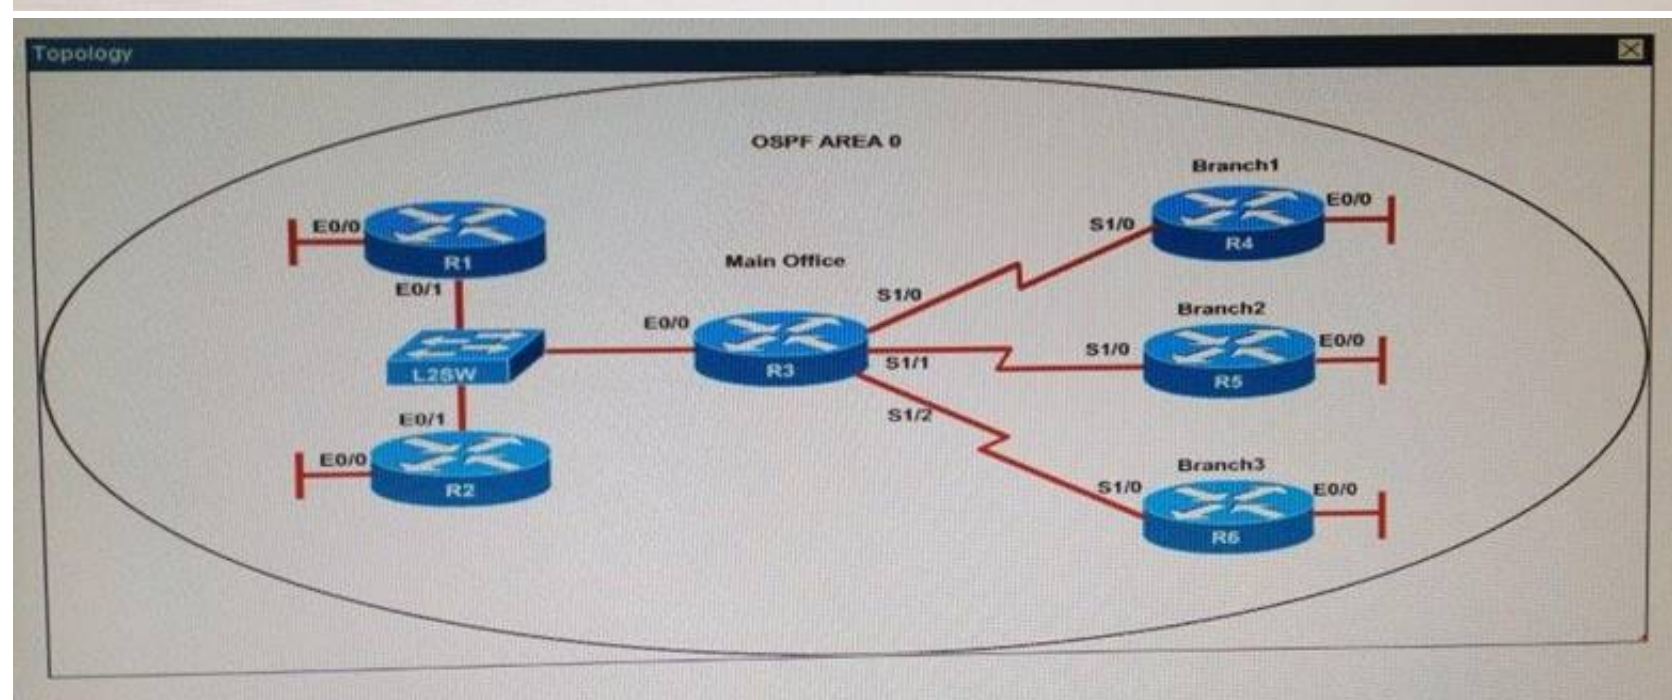 Topology
OSPF AREA 0
Branch1
E0/0
S1/0
R4
E0/0
R1
E0/1
Main Office
S1/0
E0/0
R3
S1/1
S1/2
Branch2
S1/0
E0/0
R5
L2SW
E0/1
E0/0
R2
Branch3
S1/0
E0/0
R6